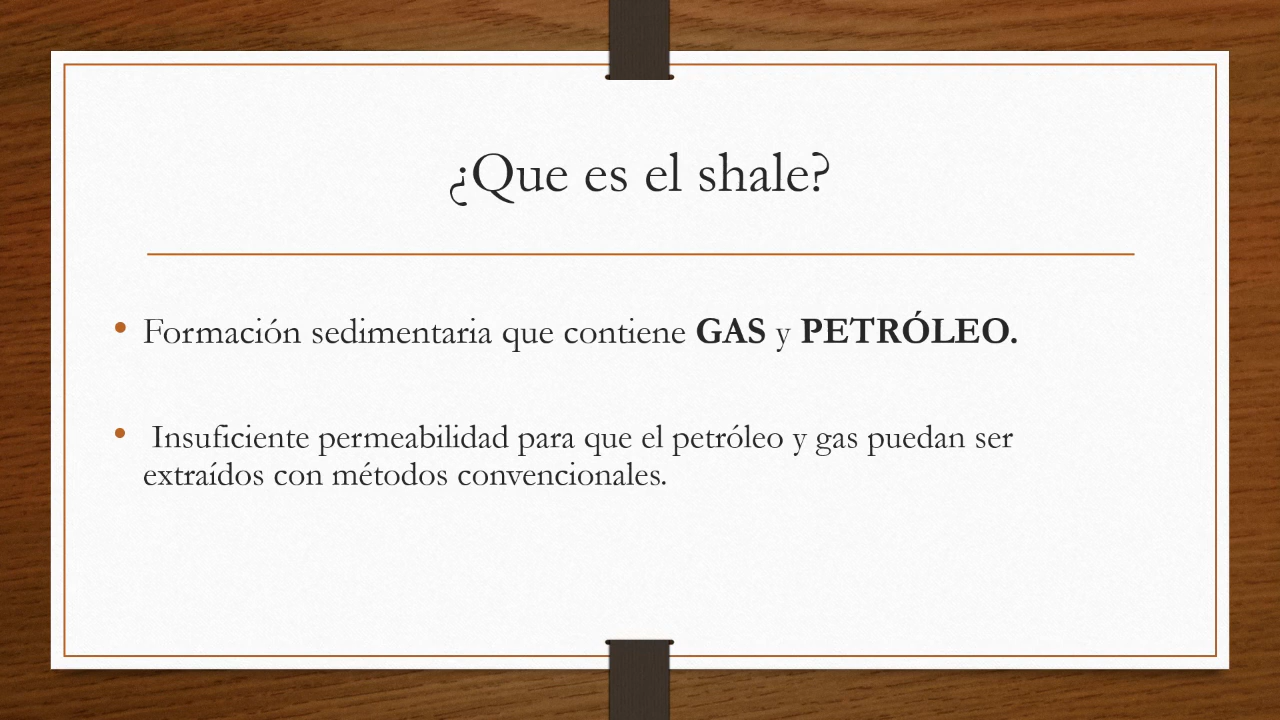 ¿Que es el shale?
• Formación sedimentaria que contiene GAS y PETRÓLEO.
• Insuficiente permeabilidad para que el petróleo y gas puedan ser
extraídos con métodos convencionales.